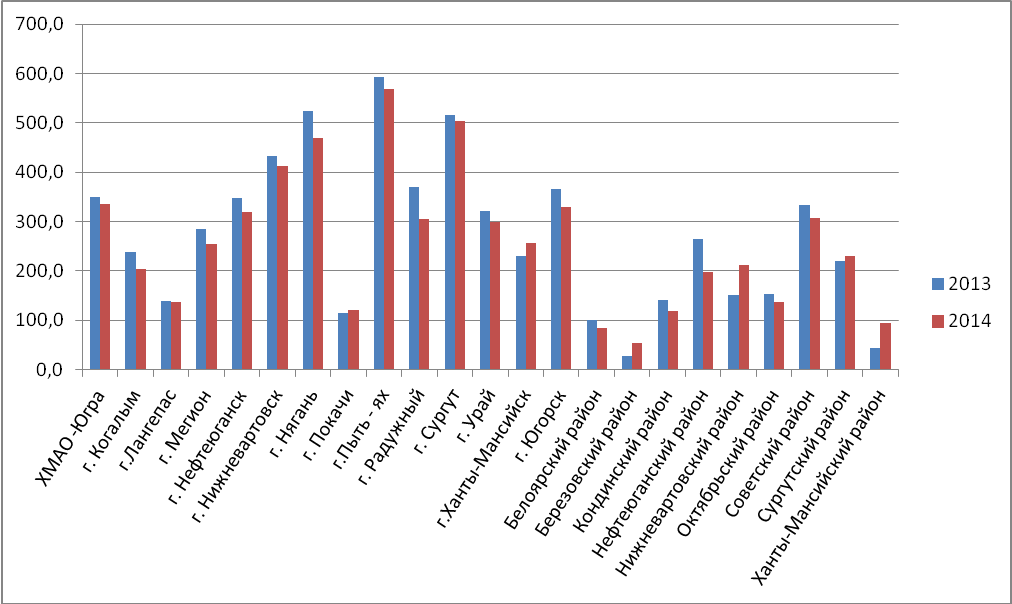 700,0
600,0
500,0
400,0
300,0
200,0
100,0
0,0
ХМАО -Югра
г. Когалым
г.Лангепас
г. Мегион
г. Нефтеюганск
г. Нижневартовск
г. Нягань
г. Покачи
г.Пыть - ях
г. Радужный
г. Сургут
г. Урай
г.Ханты-Мансийск
г. Югорск
Белоярский район
Березовский район
Кондинский район
Нефтеюганский район
Нижневартовский район
Октябрьский район
Советский район
Сургутский район
Ханты-Мансийский район
2013
2014